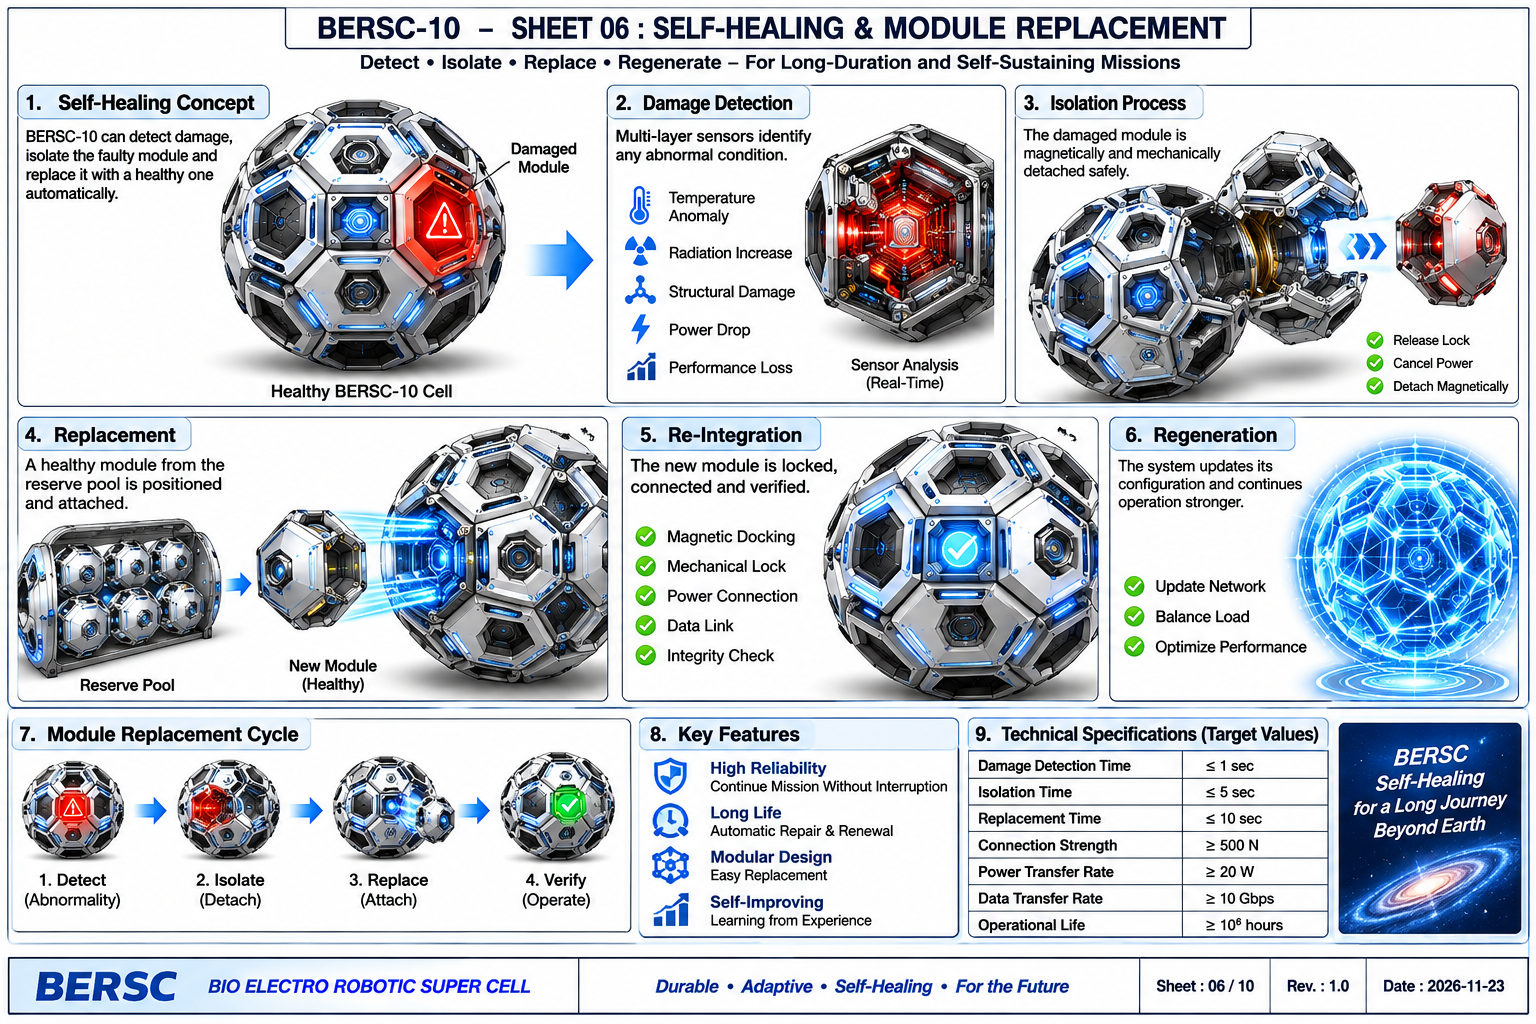 BERSC-10 – SHEET 06 : SELF-HEALING & MODULE REPLACEMENT
Detect • Isolate • Replace • Regenerate – For Long-Duration and Self-Sustaining Missions
1. Self-Healing Concept
BERSC-10 can detect damage,
isolate the faulty module and
replace it with a healthy one
automatically.
Damaged
Module
Healthy BERSC-10 Cell
2. Damage Detection
Multi-layer sensors identify
any abnormal condition.
Temperature
Anomaly
Radiation Increase
Structural Damage
Power Drop
Performance Loss
Sensor Analysis
(Real-Time)
3. Isolation Process
The damaged module is
magnetically and mechanically
detached safely.
Release Lock
Cancel Power
Detach Magnetically
4. Replacement
A healthy module from the
reserve pool is positioned
and attached.
Reserve Pool
New Module
(Healthy)
5. Re-Integration
The new module is locked,
connected and verified.
Magnetic Docking
Mechanical Lock
Power Connection
Data Link
Integrity Check
6. Regeneration
The system updates its
configuration and continues
operation stronger.
Update Network
Balance Load
Optimize Performance
7. Module Replacement Cycle
1. Detect
(Abnormality)
2. Isolate
(Detach)
3. Replace
(Attach)
4. Verify
(Operate)
8. Key Features
High Reliability
Continue Mission Without Interruption
Long Life
Automatic Repair & Renewal
Modular Design
Easy Replacement
Self-Improving
Learning from Experience
9. Technical Specifications (Target Values)
Damage Detection Time ≤ 1 sec
Isolation Time ≤ 5 sec
Replacement Time ≤ 10 sec
Connection Strength ≥ 500 N
Power Transfer Rate ≥ 20 W
Data Transfer Rate ≥ 10 Gbps
Operational Life ≥ 10⁶ hours
BERSC
Self-Healing
for a Long Journey
Beyond Earth
BERSC BIO ELECTRO ROBOTIC SUPER CELL
Durable • Adaptive • Self-Healing • For the Future
Sheet : 06 / 10
Rev. : 1.0
Date : 2026-11-23